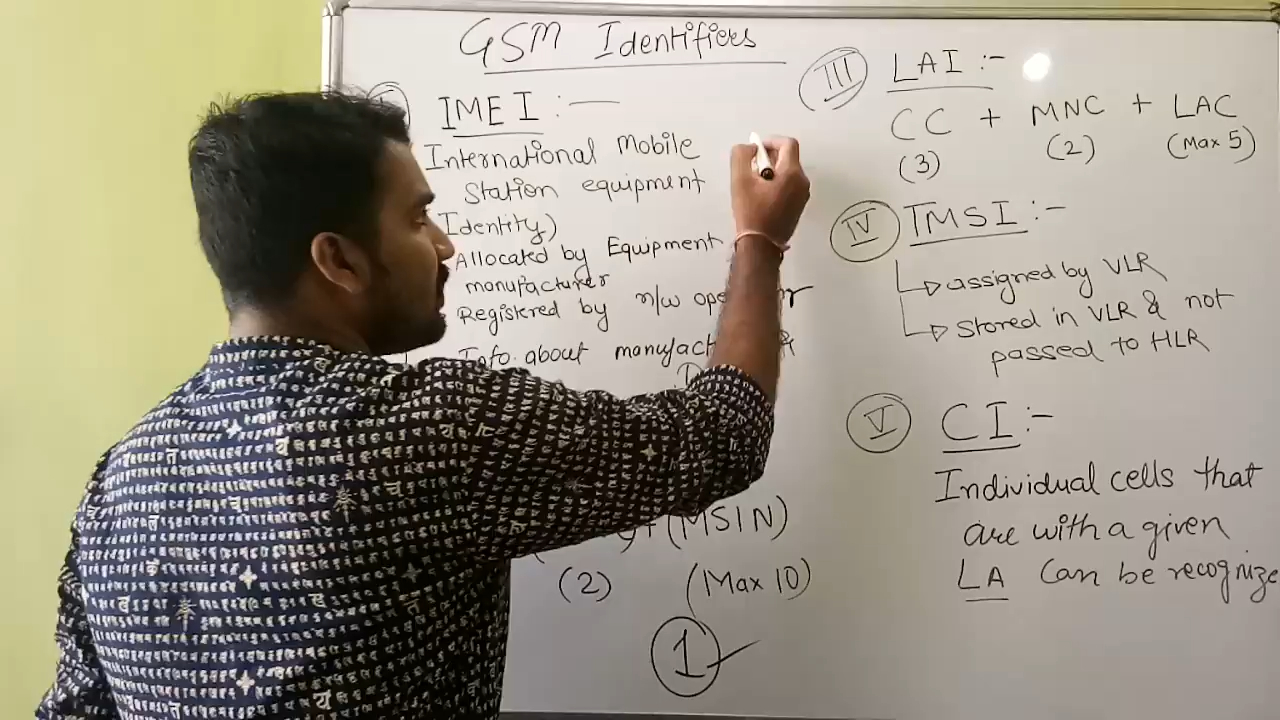 GSM Identifiers
IMEI :-
International Mobile
Station equipment
Identity)
Allocated by Equipment
manufacturer
Registered by n/w
Info. about
+ (MSIN)
(2) (Max 10)
1
III LAI :-
CC + MNC + LAC
(3) (2) (Max 5)
IV TMSI :-
assigned by VLR
Stored in VLR & not
passed to HLR
V CI :-
Individual cells that
are with a given
LA can be recognize